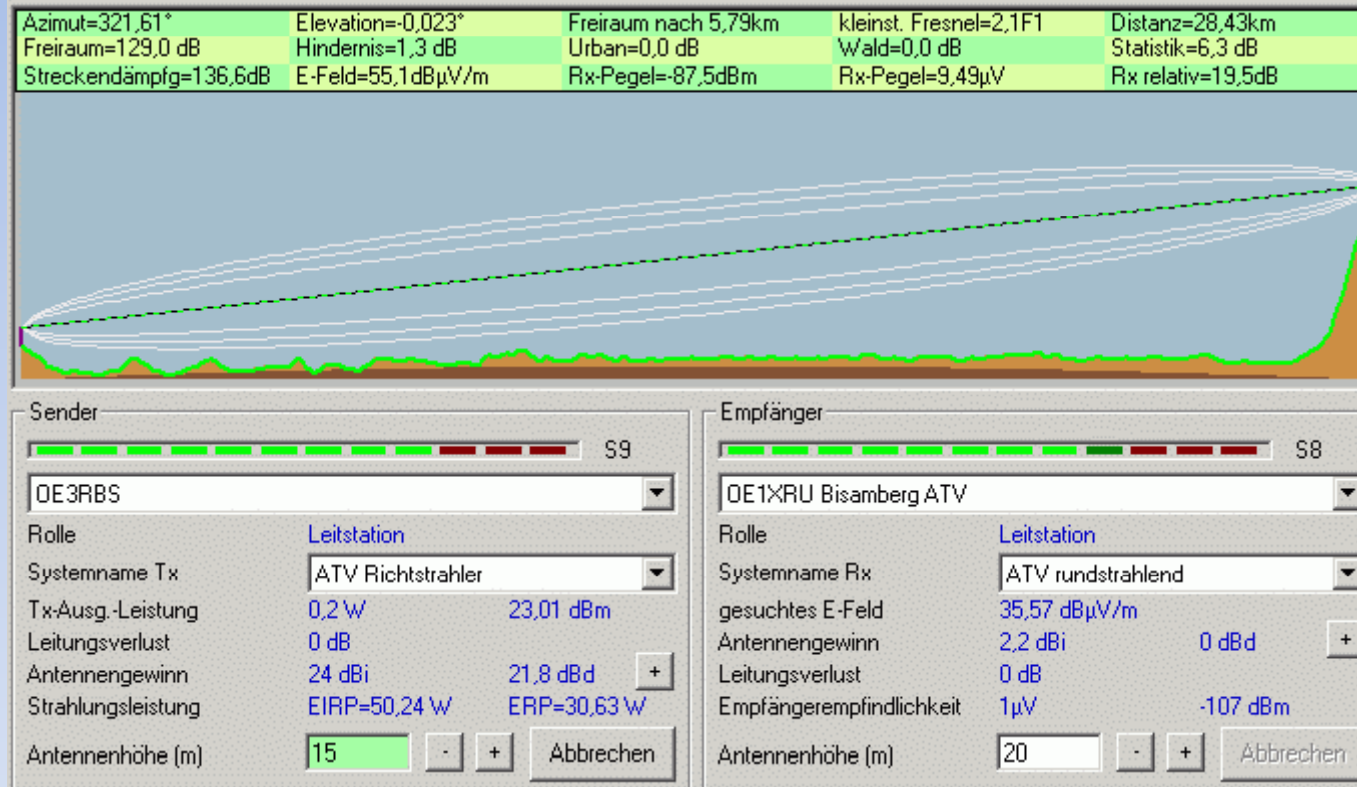 Azimut=321,61° Elevation=-0,023° Freiraum nach 5,79km kleinst. Fresnel=2,1F1 Distanz=28,43km
Freiraum=129,0 dB Hindernis=1,3 dB Urban=0,0 dB Wald=0,0 dB Statistik=6,3 dB
Streckendämpfg=136,6dB E-Feld=55,1dBµV/m Rx-Pegel=-87,5dBm Rx-Pegel=9,49µV Rx relativ=19,5dB
Sender
S9
OE3RBS
Rolle Leitstation
Systemname Tx ATV Richtstrahler
Tx-Ausg.-Leistung 0,2 W 23,01 dBm
Leitungsverlust 0 dB
Antennengewinn 24 dBi 21,8 dBd +
Strahlungsleistung EIRP=50,24 W ERP=30,63 W
Antennenhöhe (m) 15 - + Abbrechen
Empfänger
S8
OE1XRU Bisamberg ATV
Rolle Leitstation
Systemname Rx ATV rundstrahlend
gesuchtes E-Feld 35,57 dBµV/m
Antennengewinn 2,2 dBi 0 dBd +
Leitungsverlust 0 dB
Empfängerempfindlichkeit 1µV -107 dBm
Antennenhöhe (m) 20 - + Abbrechen